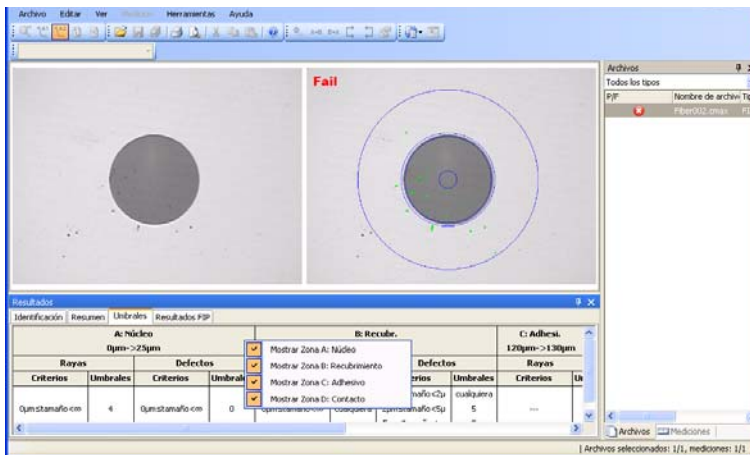 Archivo Editar Ver Herramientas Ayuda
Fail
Archivos
Todos los tipos
P/F Nombre de archiv Ti
Fiber002.cmax
Resultados
Identificación Resumen Umbrales Resultados FIP
A: Núcleo B: Recubr. C: Adhesi.
0µm->25µm 120µm->130µm
Rayas Defectos Defectos Rayas
Criterios Umbrales Criterios Umbrales Criterios
Mostrar Zona A: Núcleo
Mostrar Zona B: Recubrimiento
Mostrar Zona C: Adhesivo
Mostrar Zona D: Contacto
cualquiera
0µm≤tamaño<∞ 4 0µm≤tamaño<∞ 0 5 ---
Archivos Mediciones
Archivos seleccionados: 1/1, mediciones: 1/1